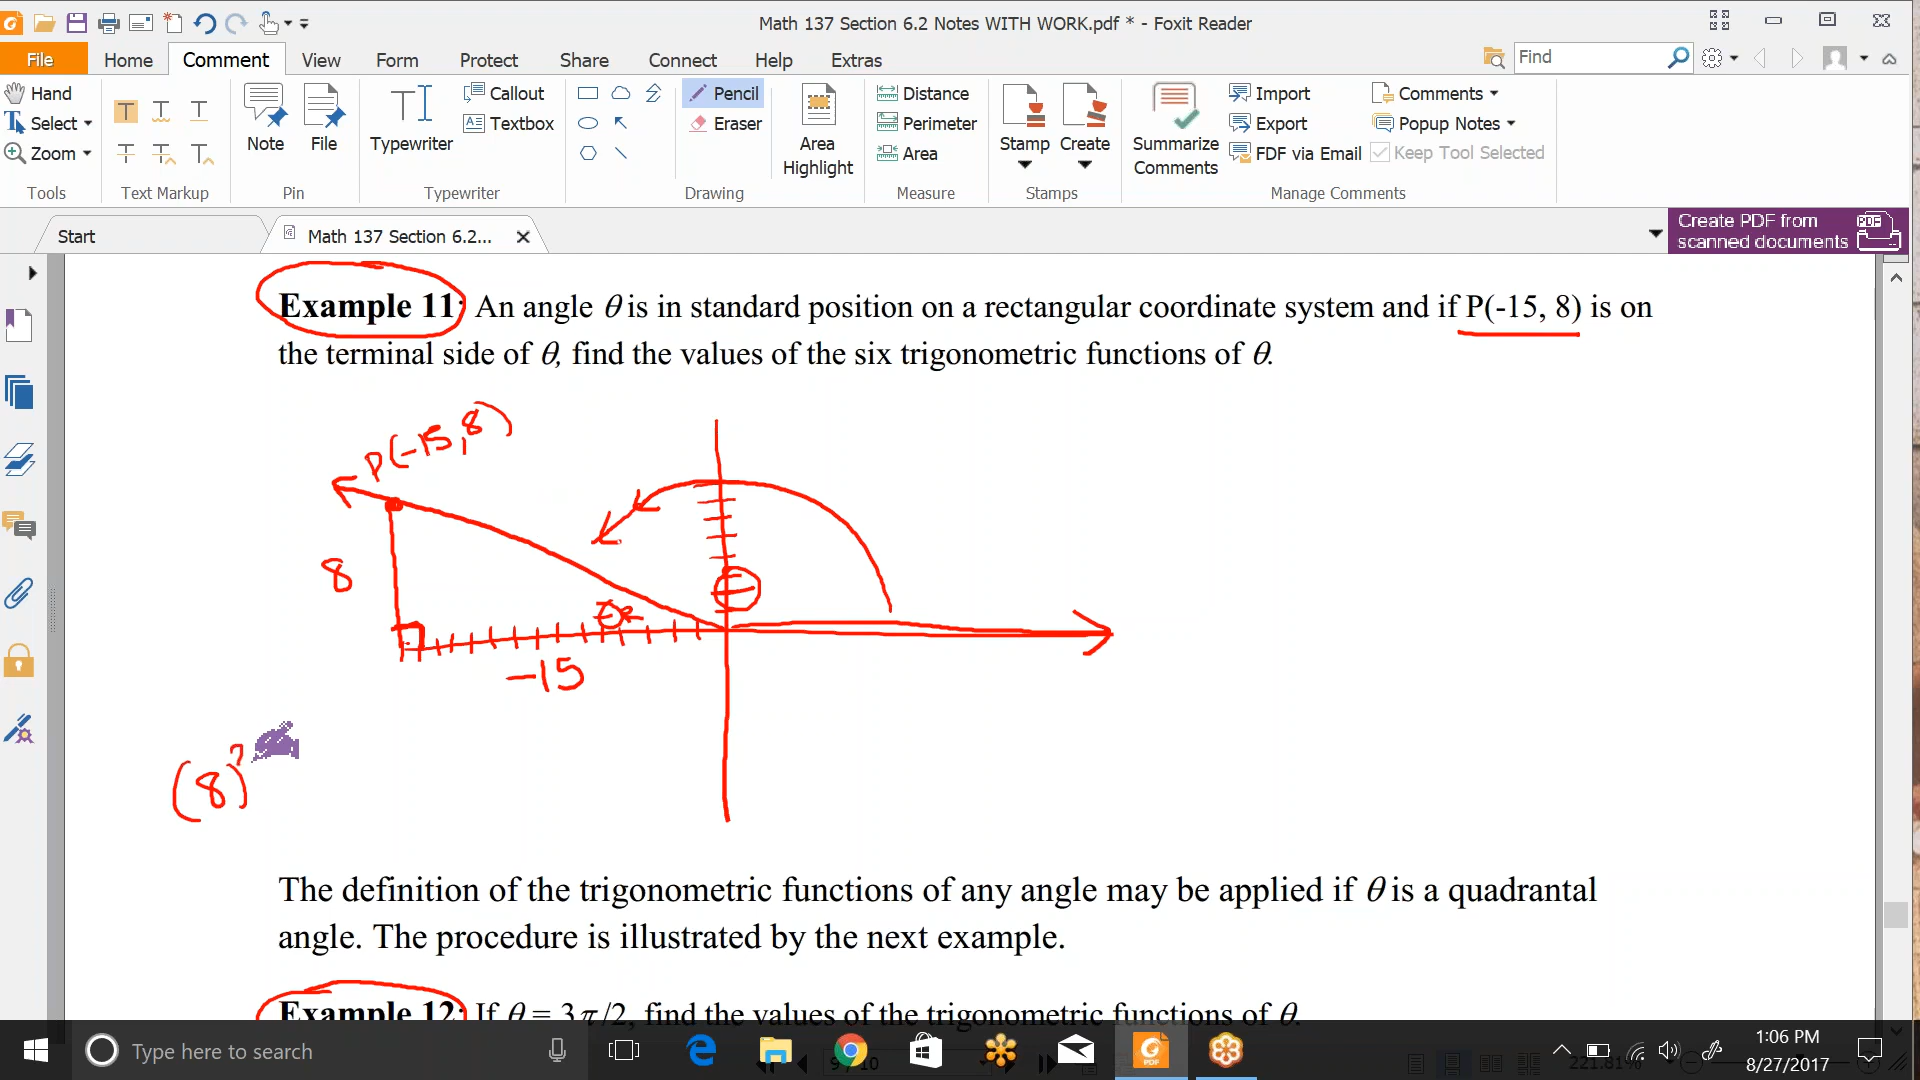 Math 137 Section 6.2 Notes WITH WORK.pdf * - Foxit Reader
File Home Comment View Form Protect Share Connect Help Extras Find
Hand
Select
Zoom
Tools
Text Markup
Note File
Pin
Typewriter
Callout
Textbox
Typewriter
Pencil
Eraser
Area Highlight
Drawing
Distance
Perimeter
Area
Measure
Stamp Create
Stamps
Summarize Comments
Import
Export
FDF via Email
Comments
Popup Notes
Keep Tool Selected
Manage Comments
Start Math 137 Section 6.2...
Create PDF from
scanned documents
Example 11: An angle θ is in standard position on a rectangular coordinate system and if P(-15, 8) is on
the terminal side of θ, find the values of the six trigonometric functions of θ.
P(-15,8)
8
-15
(8)²
The definition of the trigonometric functions of any angle may be applied if θ is a quadrantal
angle. The procedure is illustrated by the next example.
Example 12: If θ = 3π/2, find the values of the trigonometric functions of θ.
Type here to search
9 / 10
221.81%
1:06 PM
8/27/2017